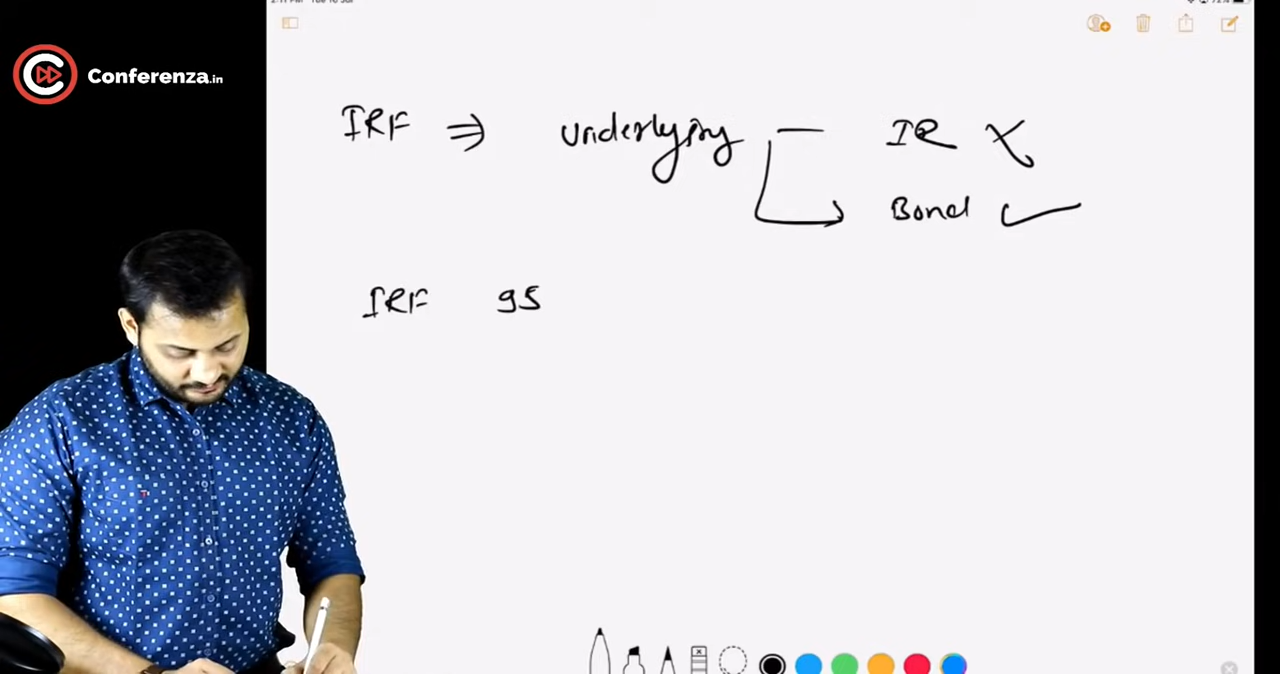 Conferenza.in
IRF ⇒ underlying — IR X
Bond ✓
IRF 95